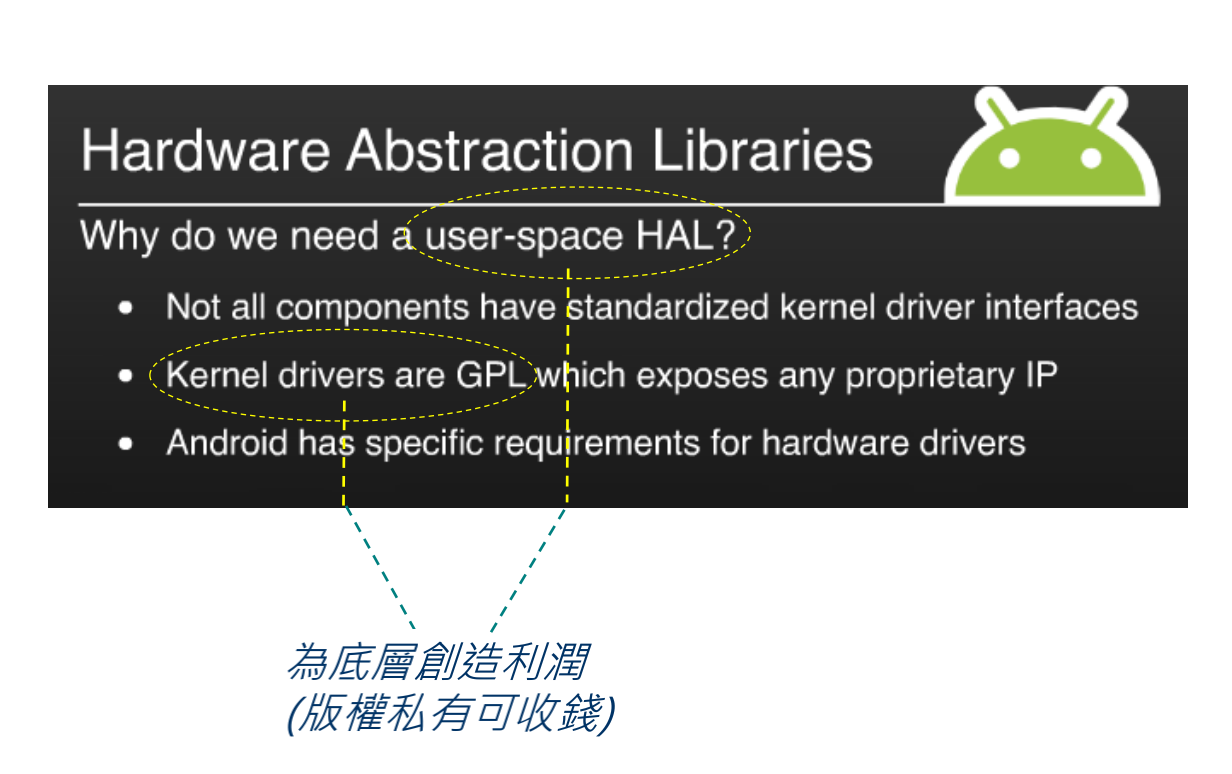 Hardware Abstraction Libraries
Why do we need a user-space HAL?
• Not all components have standardized kernel driver interfaces
• Kernel drivers are GPL which exposes any proprietary IP
• Android has specific requirements for hardware drivers
為底層創造利潤
(版權私有可收錢)